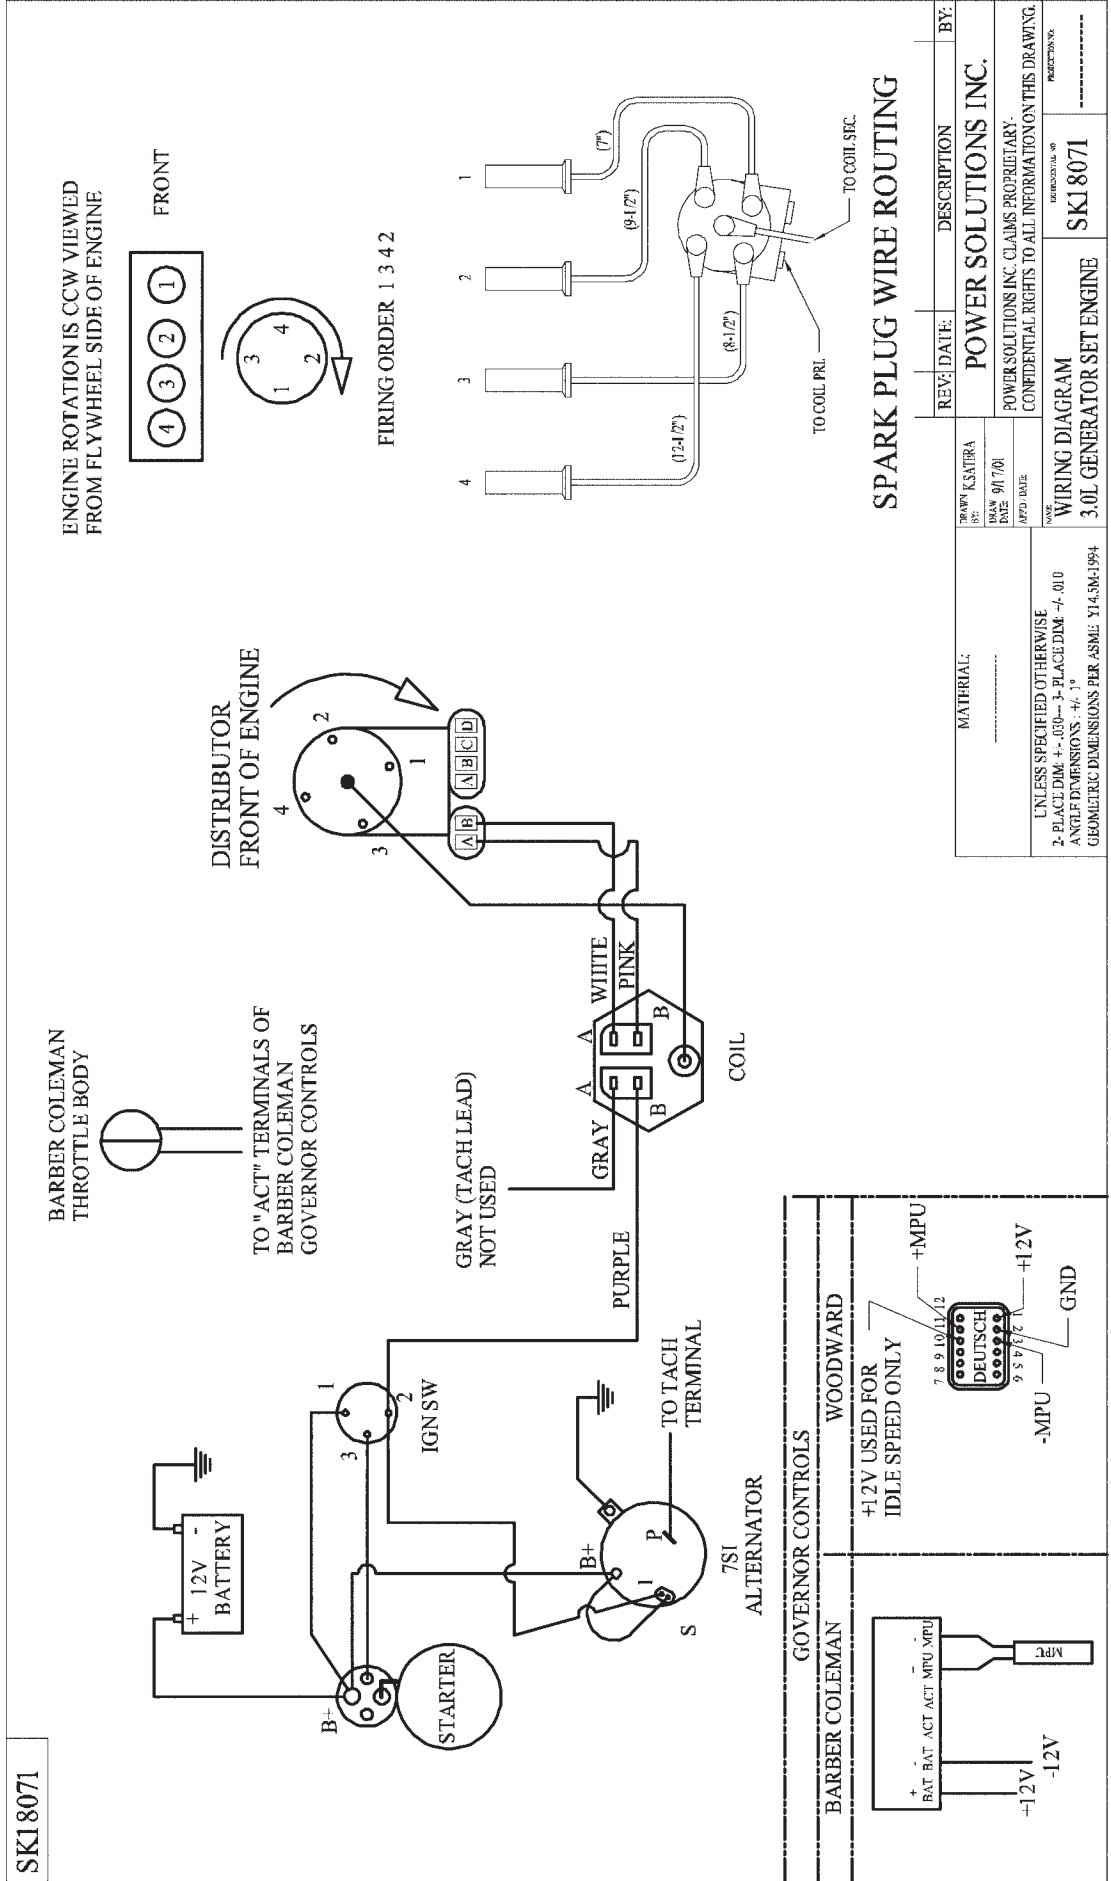 SK18071
12V
BATTERY
+
-
B+
STARTER
1
2
3
IGN SW
BARBER COLEMAN
THROTTLE BODY
TO "ACT" TERMINALS OF
BARBER COLEMAN
GOVERNOR CONTROLS
GRAY (TACH LEAD)
NOT USED
PURPLE
GRAY
WHITE
PINK
A
B
A
B
COIL
B+
P
1
S
7SI
ALTERNATOR
TO TACH
TERMINAL
DISTRIBUTOR
FRONT OF ENGINE
4
2
3
1
A B
A B C D
ENGINE ROTATION IS CCW VIEWED
FROM FLYWHEEL SIDE OF ENGINE
4 3 2 1
FRONT
3
1 4
2
FIRING ORDER 1 3 4 2
4
3
2
1
(12-1/2")
(8-1/2")
(9-1/2")
(7")
TO COIL PRI.
TO COIL SEC.
SPARK PLUG WIRE ROUTING
GOVERNOR CONTROLS
BARBER COLEMAN
WOODWARD
+ - - -
BAT BAT ACT ACT MPU MPU
+12V
-12V
MPU
+12V USED FOR
IDLE SPEED ONLY
+MPU
7 8 9 10 11 12
DEUTSCH
6 5 4 3 2 1
-MPU
+12V
GND
REV: DATE: DESCRIPTION BY:
MATERIAL:
DRAWN BY: K.SATERA
DRAW DATE: 9/17/01
APP'D / DATE:
POWER SOLUTIONS INC.
POWER SOLUTIONS INC. CLAIMS PROPRIETARY-
CONFIDENTIAL RIGHTS TO ALL INFORMATION ON THIS DRAWING.
UNLESS SPECIFIED OTHERWISE
2- PLACE DIM: +/-.030--- 3- PLACE DIM: +/-.010
ANGLE DIMENSIONS: +/- 1°
GEOMETRIC DIMENSIONS PER ASME Y14.5M-1994
NAME:
WIRING DIAGRAM
3.0L GENERATOR SET ENGINE
EXPERIMENTAL NO
SK18071
PRODUCTION NO: